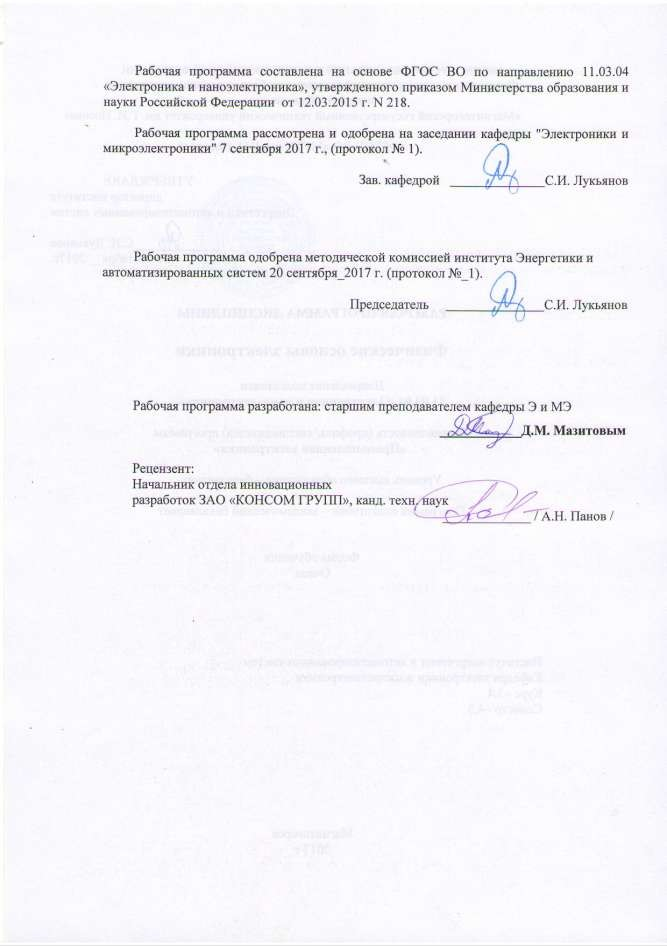 Рабочая программа составлена на основе ФГОС ВО по направлению 11.03.04
«Электроника и наноэлектроника», утвержденного приказом Министерства образования и
науки Российской Федерации от 12.03.2015 г. N 218.
Рабочая программа рассмотрена и одобрена на заседании кафедры "Электроники и
микроэлектроники" 7 сентября 2017 г., (протокол № 1).
Зав. кафедрой ______________С.И. Лукьянов
Рабочая программа одобрена методической комиссией института Энергетики и
автоматизированных систем 20 сентября_2017 г. (протокол №_1).
Председатель ______________С.И. Лукьянов
Рабочая программа разработана: старшим преподавателем кафедры Э и МЭ
____________Д.М. Мазитовым
Рецензент:
Начальник отдела инновационных
разработок ЗАО «КОНСОМ ГРУПП», канд. техн. наук
_____________ / А.Н. Панов /